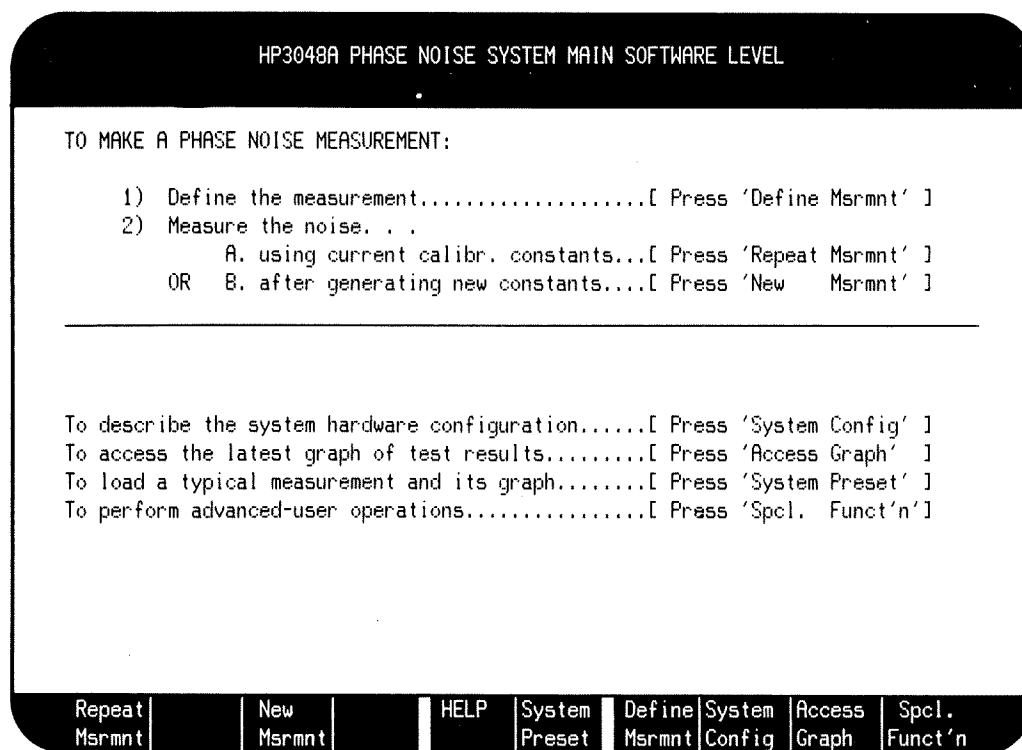 HP3048A PHASE NOISE SYSTEM MAIN SOFTWARE LEVEL
TO MAKE A PHASE NOISE MEASUREMENT:
1) Define the measurement....................[ Press 'Define Msrmnt' ]
2) Measure the noise. . .
A. using current calibr. constants...[ Press 'Repeat Msrmnt' ]
OR B. after generating new constants....[ Press 'New    Msrmnt' ]
To describe the system hardware configuration......[ Press 'System Config' ]
To access the latest graph of test results.........[ Press 'Access Graph'  ]
To load a typical measurement and its graph........[ Press 'System Preset' ]
To perform advanced-user operations................[ Press 'Spcl.  Funct'n']
Repeat New HELP System Define System Access Spcl.
Msrmnt Msrmnt Preset Msrmnt Config Graph Funct'n